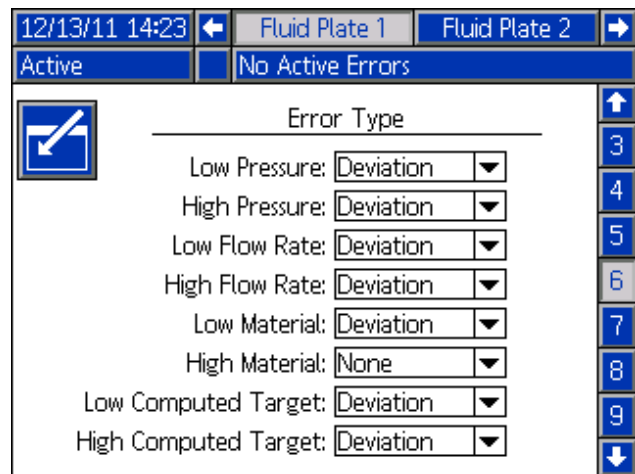 12/13/11 14:23 Fluid Plate 1 Fluid Plate 2
Active No Active Errors
Error Type
3
Low Pressure: Deviation
4
High Pressure: Deviation
5
Low Flow Rate: Deviation
6
High Flow Rate: Deviation
7
Low Material: Deviation
8
High Material: None
9
Low Computed Target: Deviation
High Computed Target: Deviation